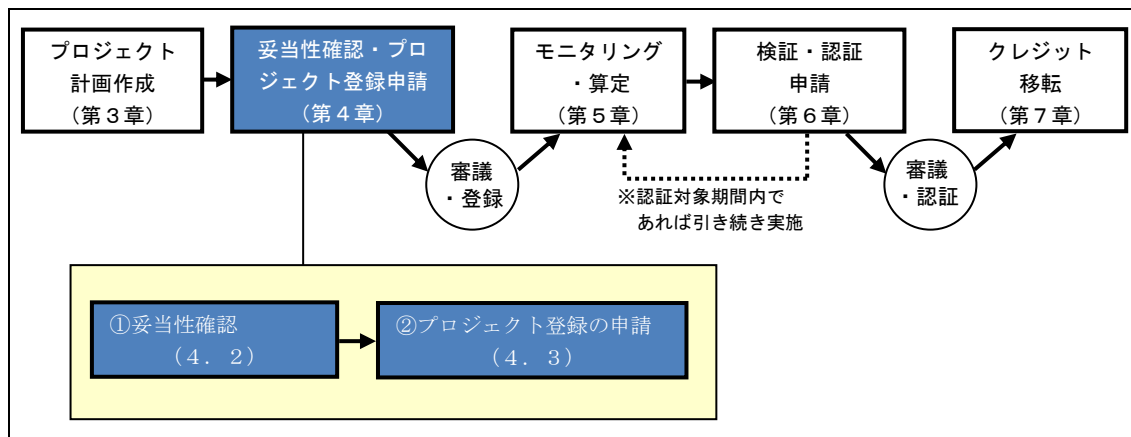 プロジェクト
計画作成
（第３章）
妥当性確認・プロ
ジェクト登録申請
（第４章）
モニタリング
・算定
（第５章）
検証・認証
申請
（第６章）
クレジット
移転
（第７章）
審議
・登録
審議
・認証
※認証対象期間内で
あれば引き続き実施
①妥当性確認
（４．２）
②プロジェクト登録の申請
（４．３）